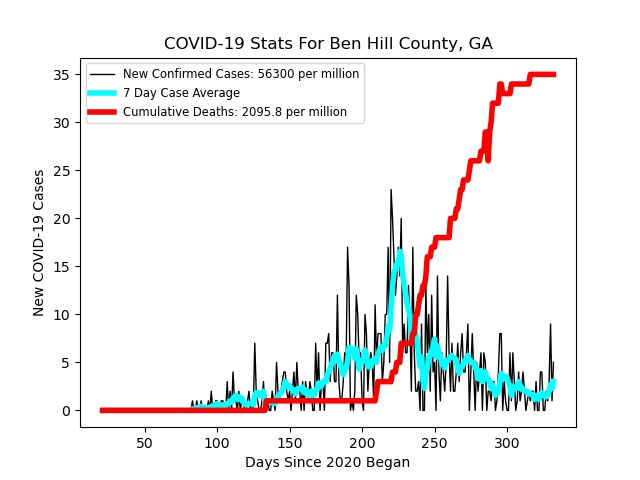 COVID-19 Stats For Ben Hill County, GA
New Confirmed Cases: 56300 per million
7 Day Case Average
Cumulative Deaths: 2095.8 per million
New COVID-19 Cases
35
30
25
20
15
10
5
0
50 100 150 200 250 300
Days Since 2020 Began